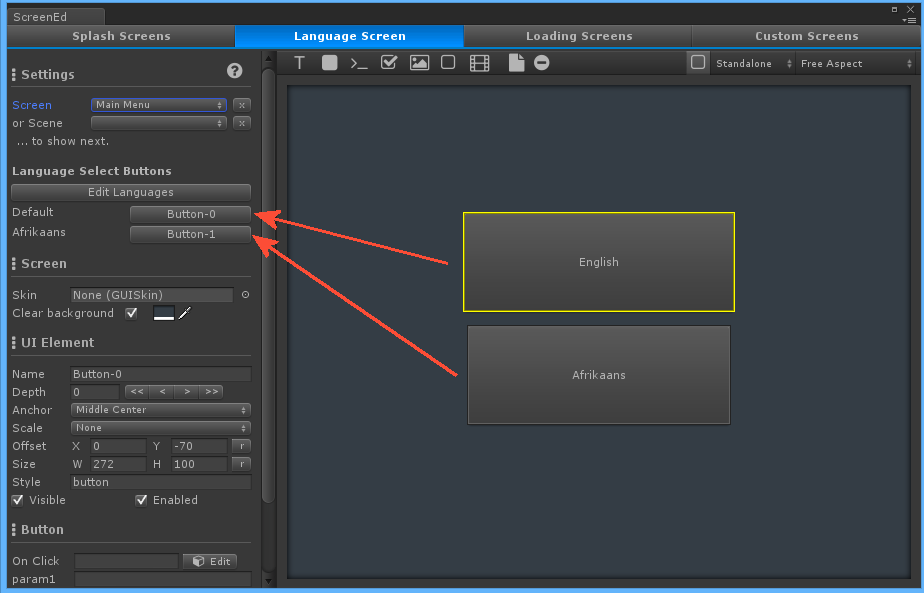 ScreenEd
Splash Screens Language Screen Loading Screens Custom Screens
T Standalone Free Aspect
Settings ?
Screen Main Menu x
or Scene x
... to show next.
Language Select Buttons
Edit Languages
Default Button-0
Afrikaans Button-1
English
Afrikaans
Screen
Skin None (GUISkin)
Clear background
UI Element
Name Button-0
Depth 0 << < > >>
Anchor Middle Center
Scale None
Offset X 0 Y -70 r
Size W 272 H 100 r
Style button
Visible Enabled
Button
On Click Edit
param1